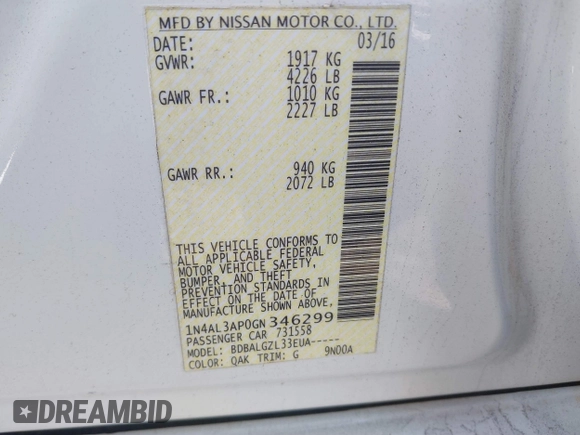 MFD BY NISSAN MOTOR CO., LTD.
DATE: 03/16
GVWR: 1917 KG
4226 LB
GAWR FR.: 1010 KG
2227 LB
GAWR RR.: 940 KG
2072 LB
THIS VEHICLE CONFORMS TO
ALL APPLICABLE FEDERAL
MOTOR VEHICLE SAFETY,
BUMPER, AND THEFT
PREVENTION STANDARDS IN
EFFECT ON THE DATE OF
MANUFACTURE SHOWN ABOVE.
1N4AL3AP0GN346299
PASSENGER CAR 731558
MODEL: BDBALGZL33EUA-----
COLOR: QAK TRIM: G 9N00A
DREAMBID